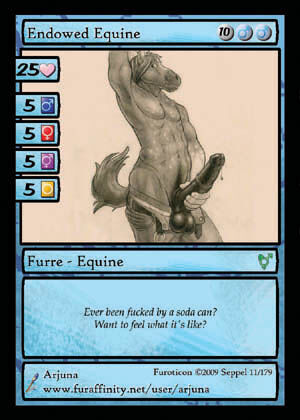 Endowed Equine 10
25
5
5
5
5
Furre - Equine
Ever been fucked by a soda can?
Want to feel what it's like?
Arjuna Furoticon ©2009 Seppel 11/179
www.furaffinity.net/user/arjuna